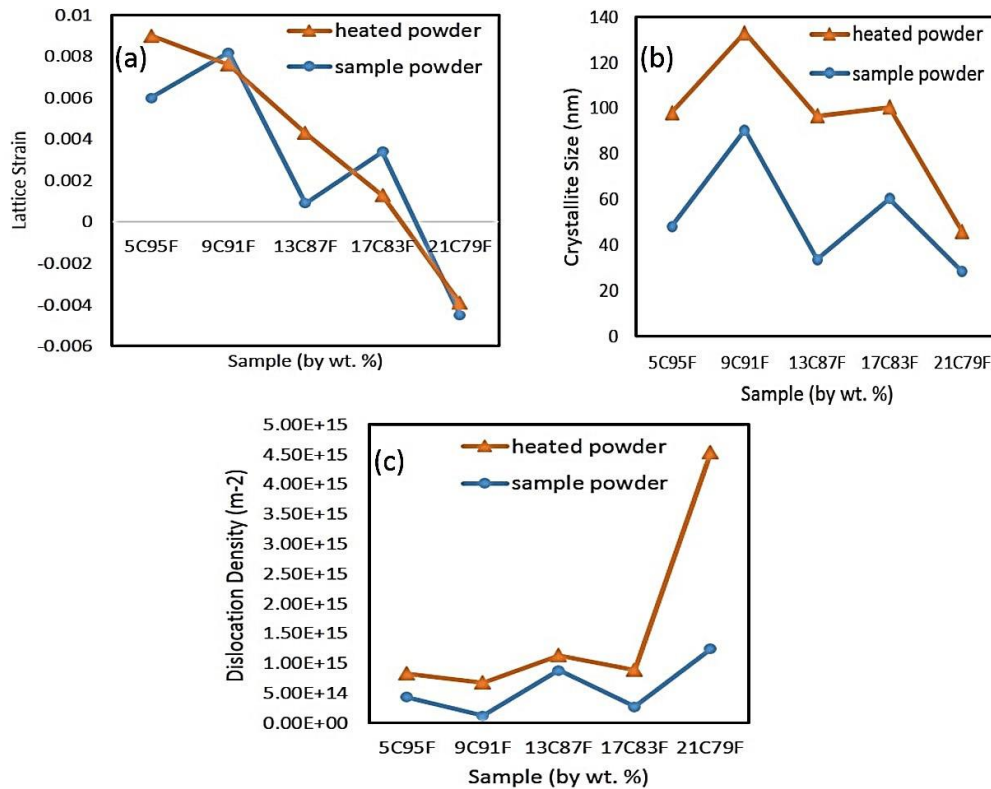 (a)
heated powder
sample powder
Lattice Strain
0.01
0.008
0.006
0.004
0.002
0
-0.002
-0.004
-0.006
5C95F 9C91F 13C87F 17C83F 21C79F
Sample (by wt. %)
(b)
heated powder
sample powder
Crystallite Size (nm)
140
120
100
80
60
40
20
0
5C95F 9C91F 13C87F 17C83F 21C79F
Sample (by wt. %)
(c)
heated powder
sample powder
Dislocation Density (m-2)
5.00E+15
4.50E+15
4.00E+15
3.50E+15
3.00E+15
2.50E+15
2.00E+15
1.50E+15
1.00E+15
5.00E+14
0.00E+00
5C95F 9C91F 13C87F 17C83F 21C79F
Sample (by wt. %)